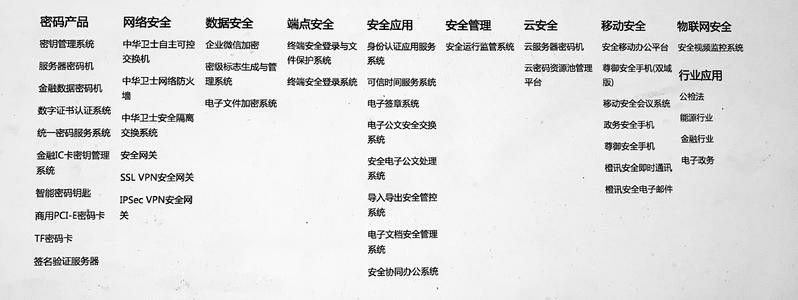 密码产品
密钥管理系统
服务器密码机
金融数据密码机
数字证书认证系统
统一密码服务系统
金融IC卡密钥管理
系统
智能密码钥匙
商用PCI-E密码卡
TF密码卡
签名验证服务器
网络安全
中华卫士自主可控
交换机
中华卫士网络防火
墙
中华卫士安全隔离
交换系统
安全网关
SSL VPN安全网关
IPSec VPN安全网
关
数据安全
企业微信加密
密级标志生成与管
理系统
电子文件加密系统
端点安全
终端安全登录与文
件保护系统
终端安全登录系统
安全应用
身份认证应用服务
系统
可信时间服务系统
电子签章系统
电子公文安全交换
系统
安全电子公文处理
系统
导入导出安全管控
系统
电子文档安全管理
系统
安全协同办公系统
安全管理
安全运行监管系统
云安全
云服务器密码机
云密码资源池管理
平台
移动安全
安全移动办公平台
尊御安全手机(双域
版)
移动安全会议系统
政务安全手机
尊御安全手机
橙讯安全即时通讯
橙讯安全电子邮件
物联网安全
安全视频监控系统
行业应用
公检法
能源行业
金融行业
电子政务